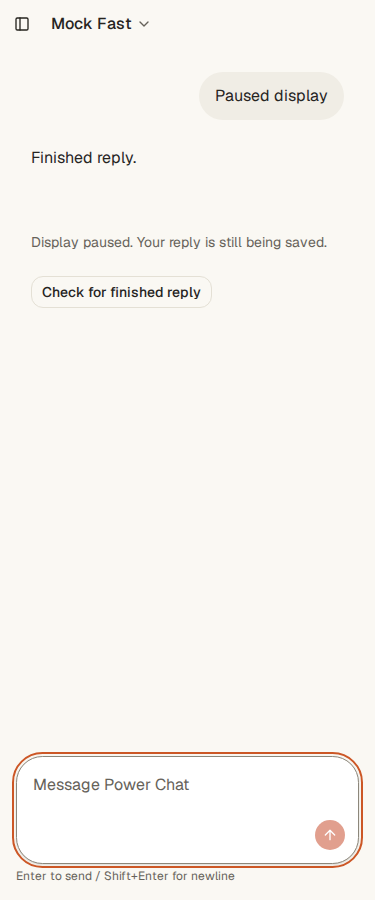 Mock Fast
Paused display
Finished reply.
Display paused. Your reply is still being saved.
Check for finished reply
Message Power Chat
Enter to send / Shift+Enter for newline